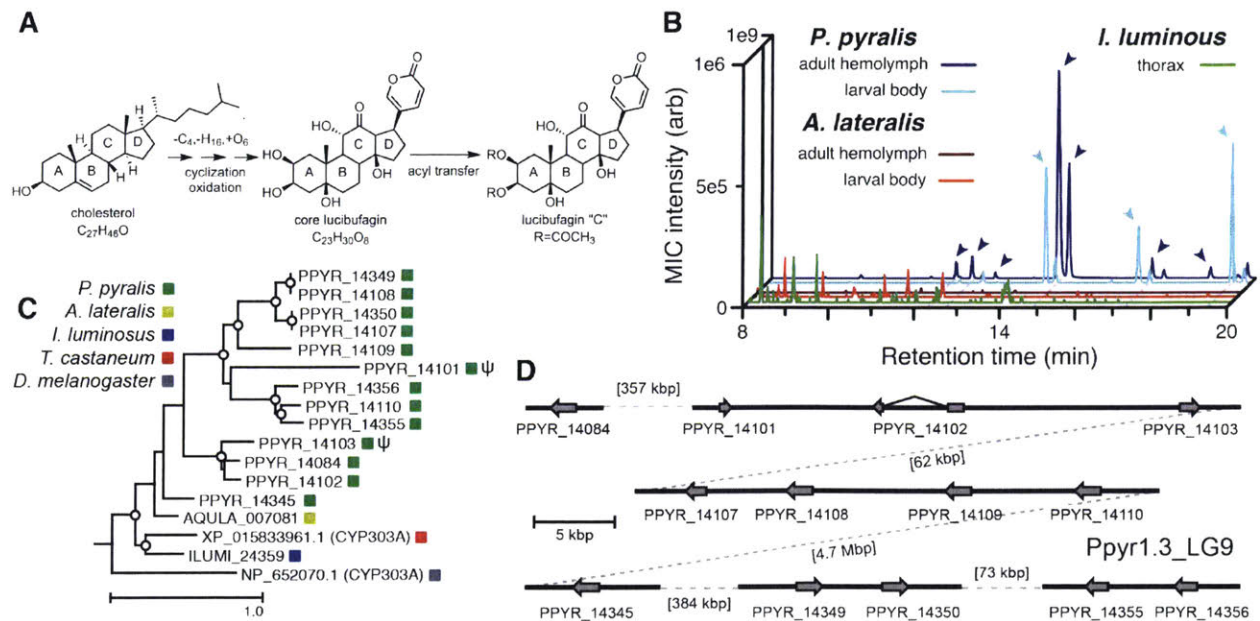 A
H
H
H
HO
A
B
C
D
cholesterol
C27H46O
-C4,-H16,+O6
cyclization
oxidation
O
O
O
HO
HO
HO
OH
OH
A
B
C
D
core lucibufagin
C23H30O8
acyl transfer
O
O
O
HO
RO
RO
OH
OH
A
B
C
D
lucibufagin "C"
R=COCH3
B
1e9
1e6
5e5
0
MIC intensity (arb)
P. pyralis
adult hemolymph
larval body
A. lateralis
adult hemolymph
larval body
I. luminous
thorax
8
14
20
Retention time (min)
C
P. pyralis
A. lateralis
I. luminosus
T. castaneum
D. melanogaster
PPYR_14349
PPYR_14108
PPYR_14350
PPYR_14107
PPYR_14109
PPYR_14101 ψ
PPYR_14356
PPYR_14110
PPYR_14355
PPYR_14103 ψ
PPYR_14084
PPYR_14102
PPYR_14345
AQULA_007081
XP_015833961.1 (CYP303A)
ILUMI_24359
NP_652070.1 (CYP303A)
1.0
D
[357 kbp]
PPYR_14084
PPYR_14101
PPYR_14102
PPYR_14103
[62 kbp]
PPYR_14107
PPYR_14108
PPYR_14109
PPYR_14110
5 kbp
[4.7 Mbp]
Ppyr1.3_LG9
PPYR_14345
[384 kbp]
PPYR_14349
PPYR_14350
[73 kbp]
PPYR_14355
PPYR_14356